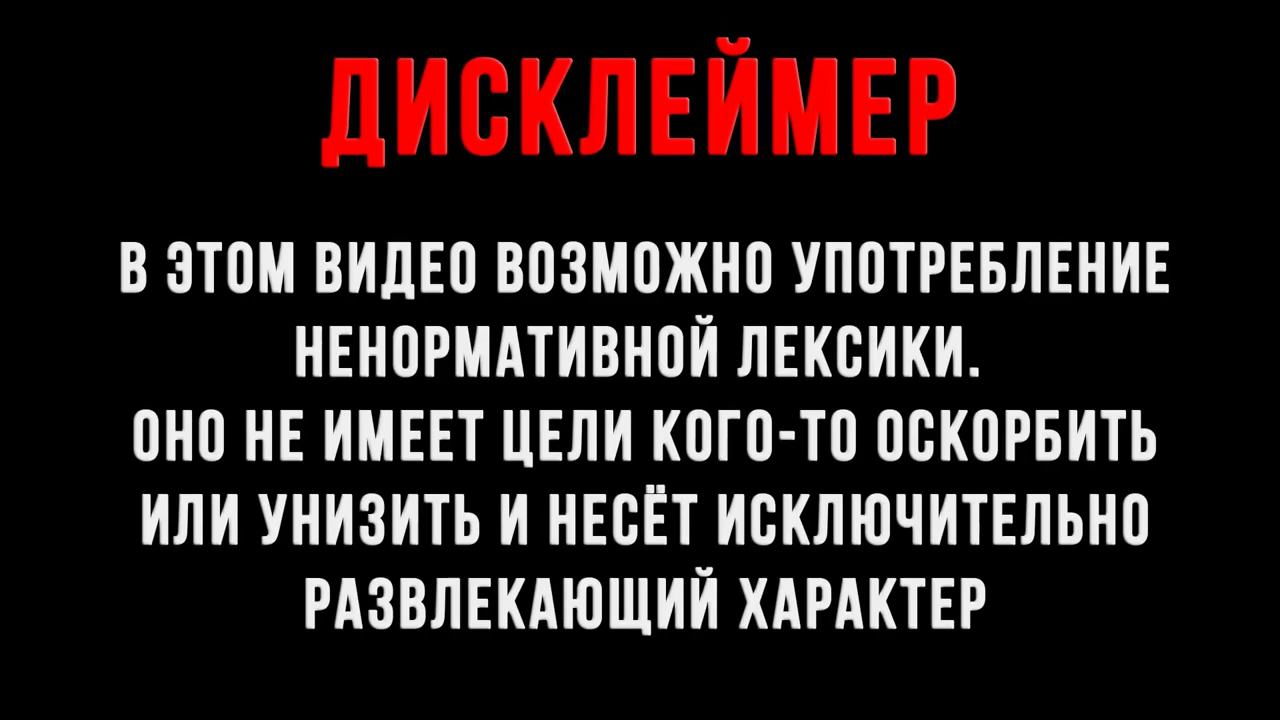 ДИСКЛЕЙМЕР
В ЭТОМ ВИДЕО ВОЗМОЖНО УПОТРЕБЛЕНИЕ
НЕНОРМАТИВНОЙ ЛЕКСИКИ.
ОНО НЕ ИМЕЕТ ЦЕЛИ КОГО-ТО ОСКОРБИТЬ
ИЛИ УНИЗИТЬ И НЕСЁТ ИСКЛЮЧИТЕЛЬНО
РАЗВЛЕКАЮЩИЙ ХАРАКТЕР